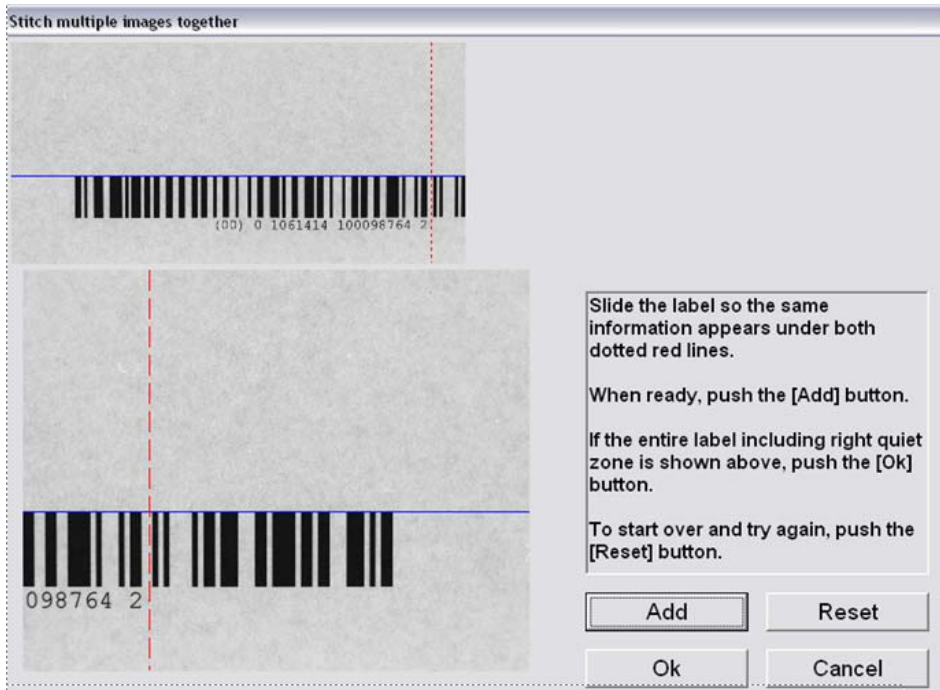 Stitch multiple images together
(00) 0 1061414 100098764 2
098764 2
Slide the label so the same
information appears under both
dotted red lines.
When ready, push the [Add] button.
If the entire label including right quiet
zone is shown above, push the [Ok]
button.
To start over and try again, push the
[Reset] button.
Add
Reset
Ok
Cancel